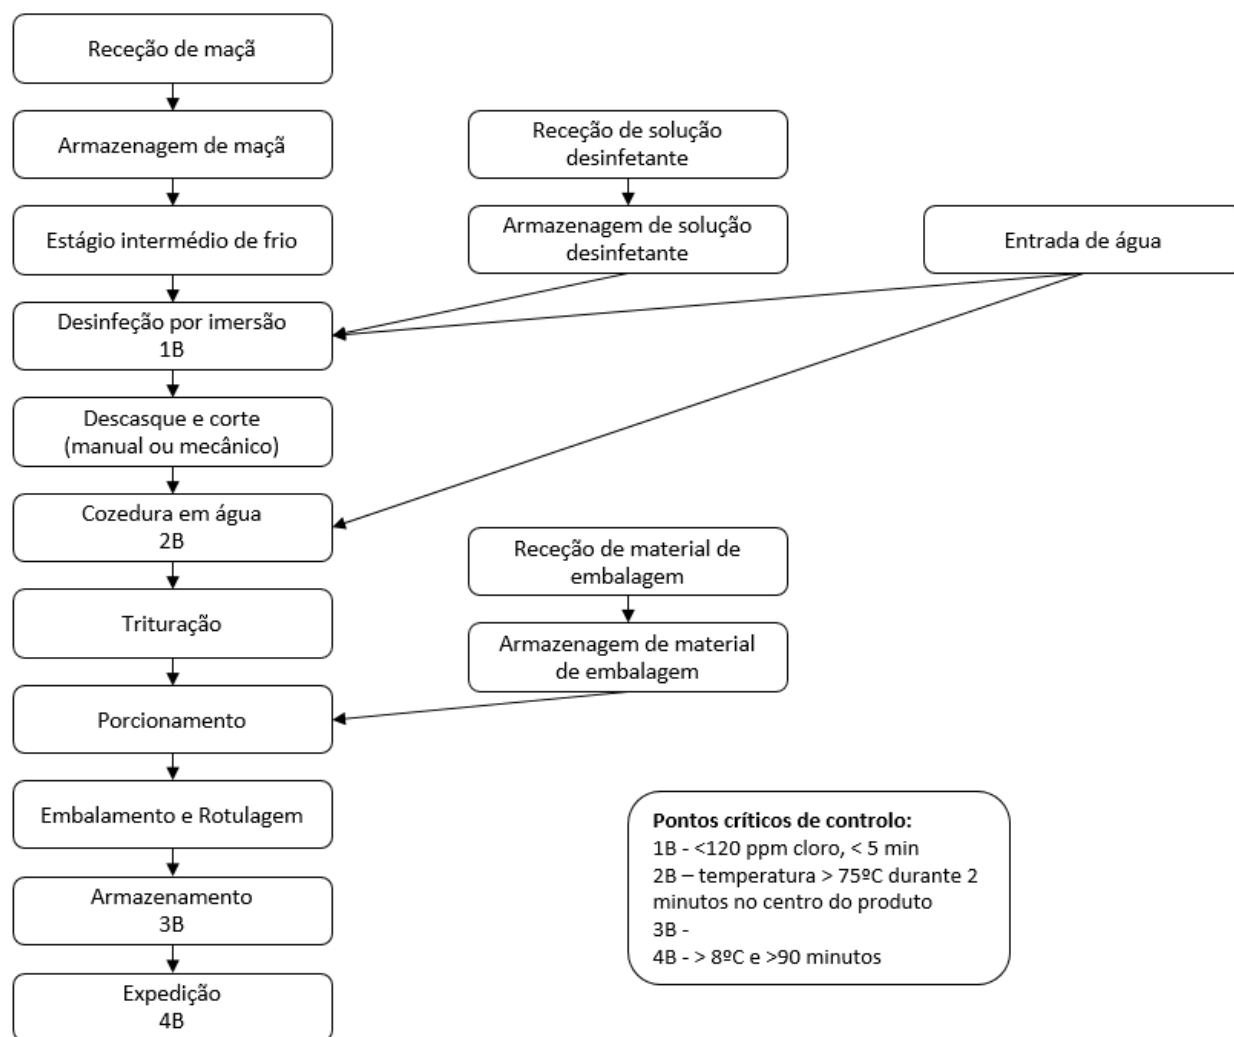 Receção de maçã
Armazenagem de maçã
Receção de solução
desinfetante
Estágio intermédio de frio
Armazenagem de solução
desinfetante
Entrada de água
Desinfeção por imersão
1B
Descasque e corte
(manual ou mecânico)
Cozedura em água
2B
Receção de material de
embalagem
Trituração
Armazenagem de material
de embalagem
Porcionamento
Embalamento e Rotulagem
Armazenamento
3B
Expedição
4B
Pontos críticos de controlo:
1B - <120 ppm cloro, < 5 min
2B – temperatura > 75ºC durante 2
minutos no centro do produto
3B -
4B - > 8ºC e >90 minutos